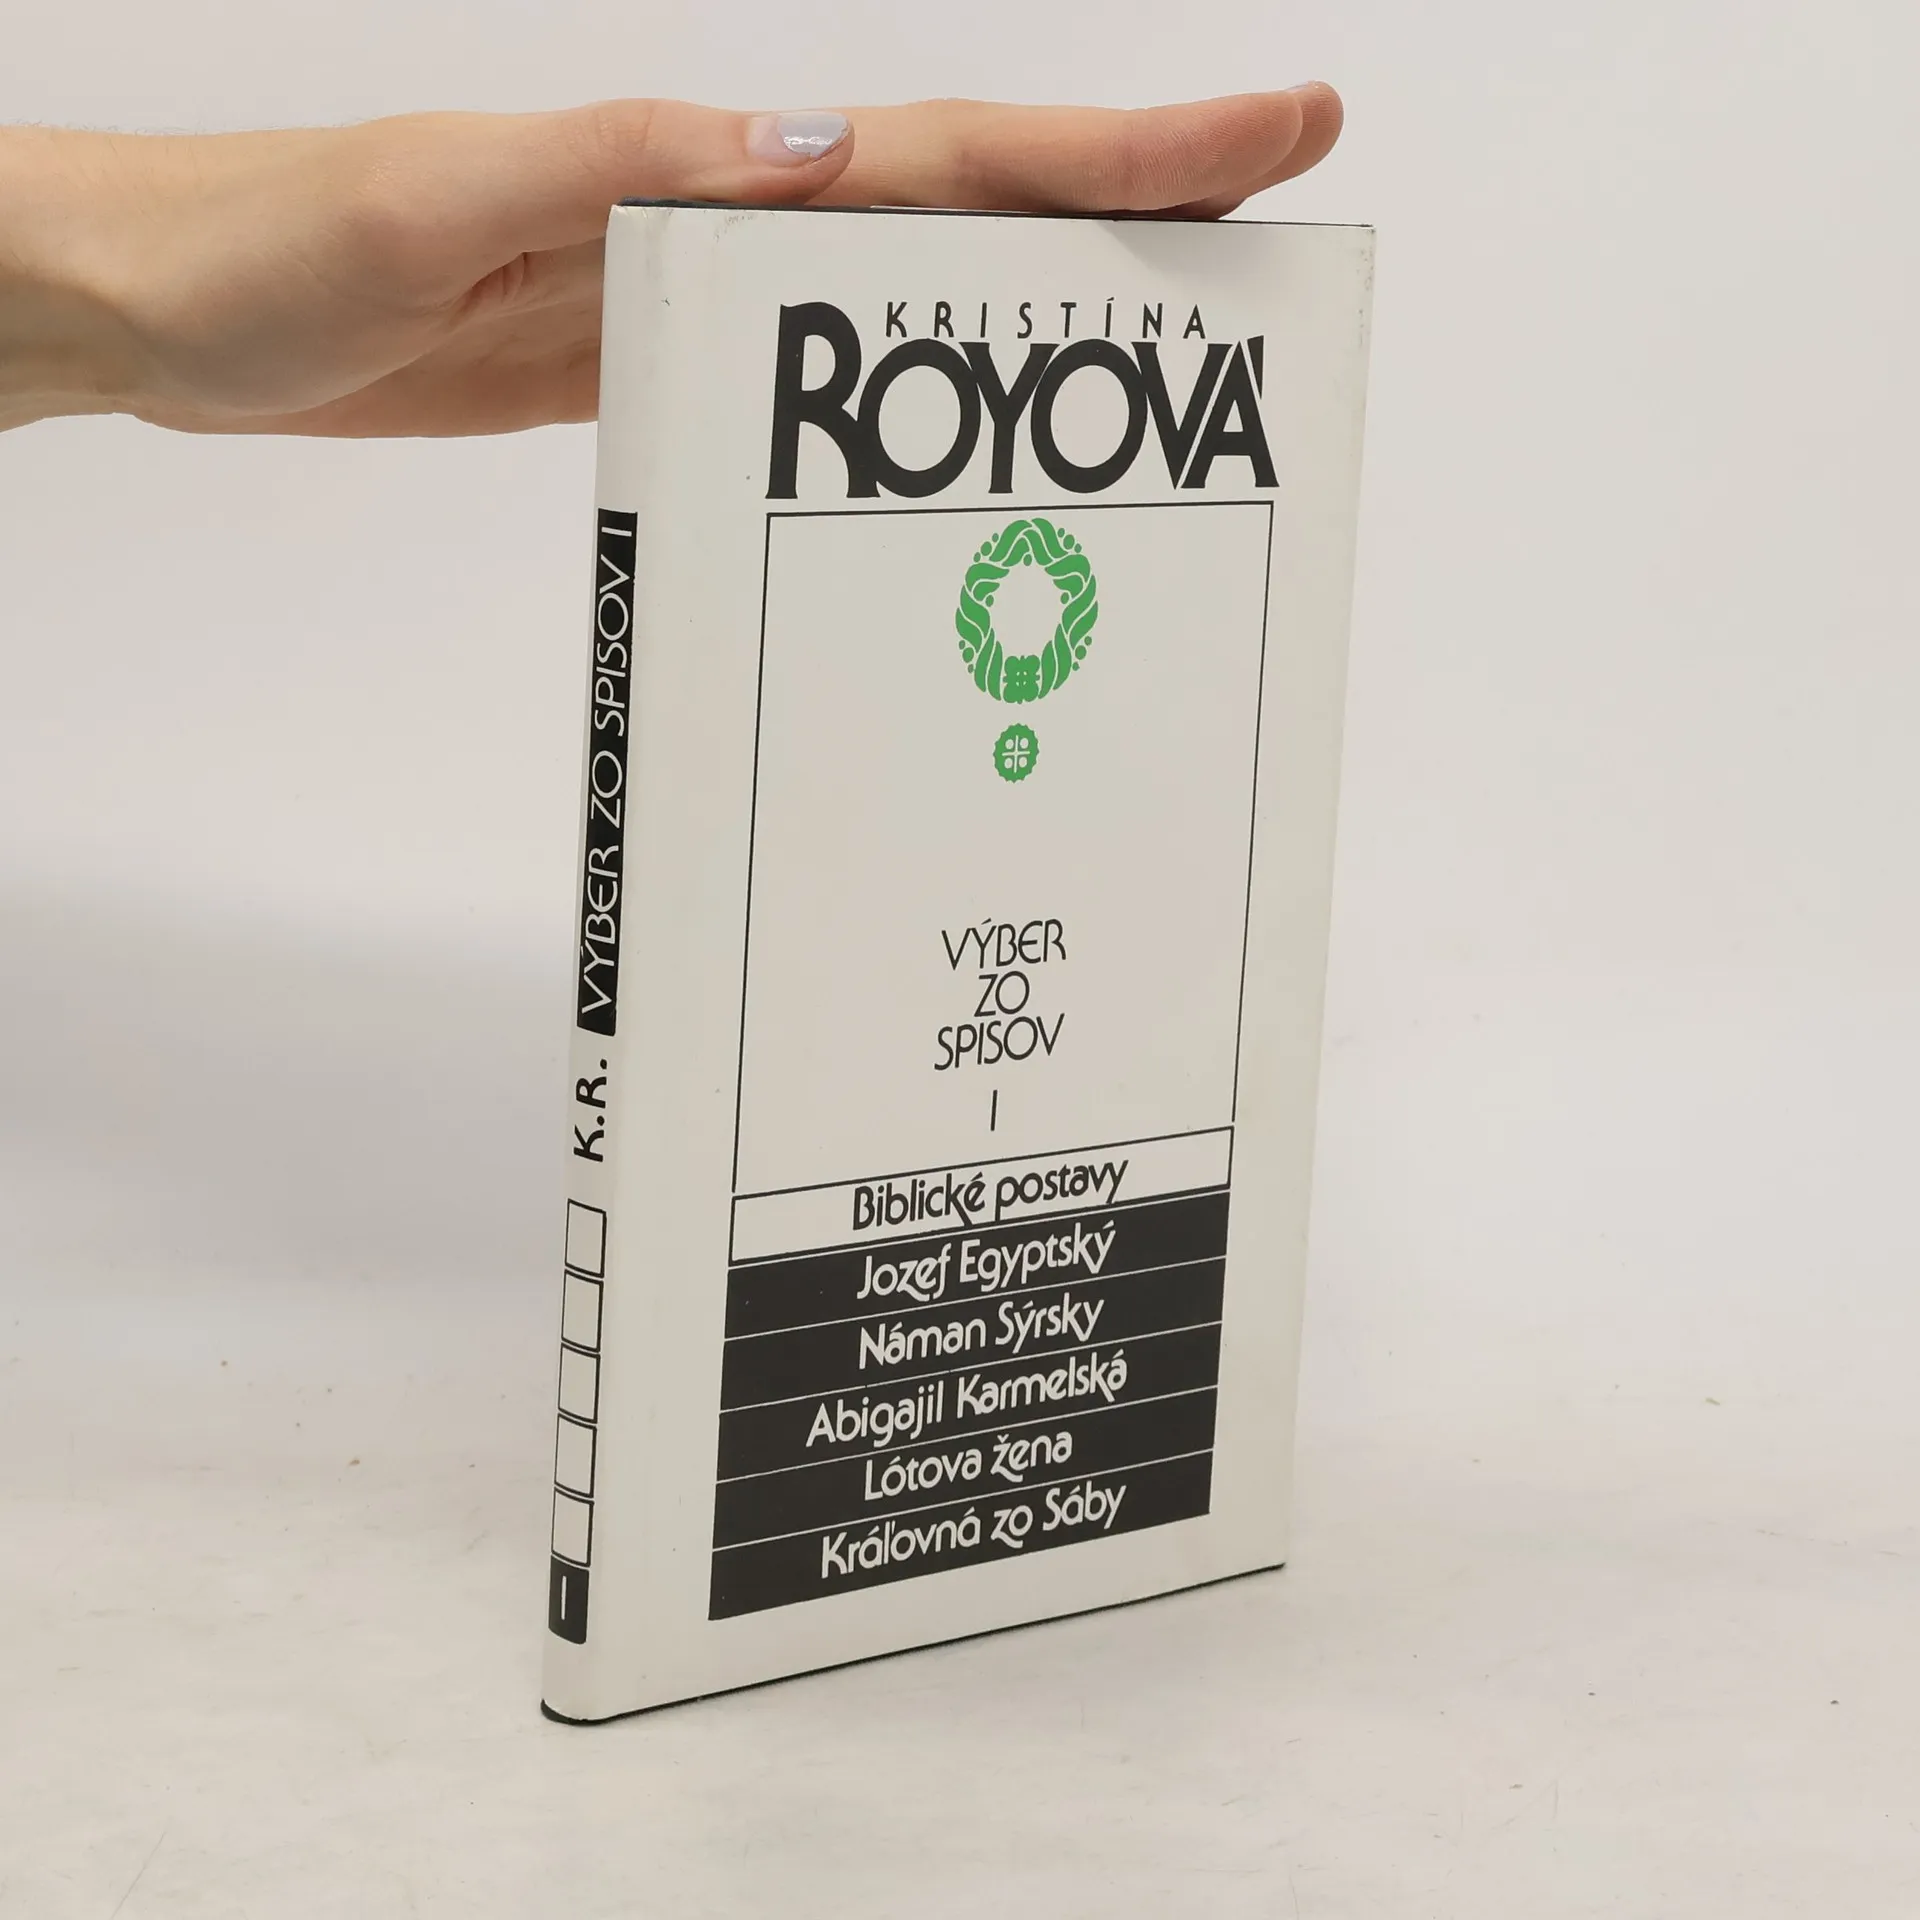 KRISTÍNA
ROYOVÁ
VÝBER
ZO
SPISOV
I
Biblické postavy
Jozef Egyptský
Náman Sýrsky
Abigajil Karmelská
Lótova žena
Kráľovná zo Sáby
K.R. VÝBER ZO SPISOV I
I